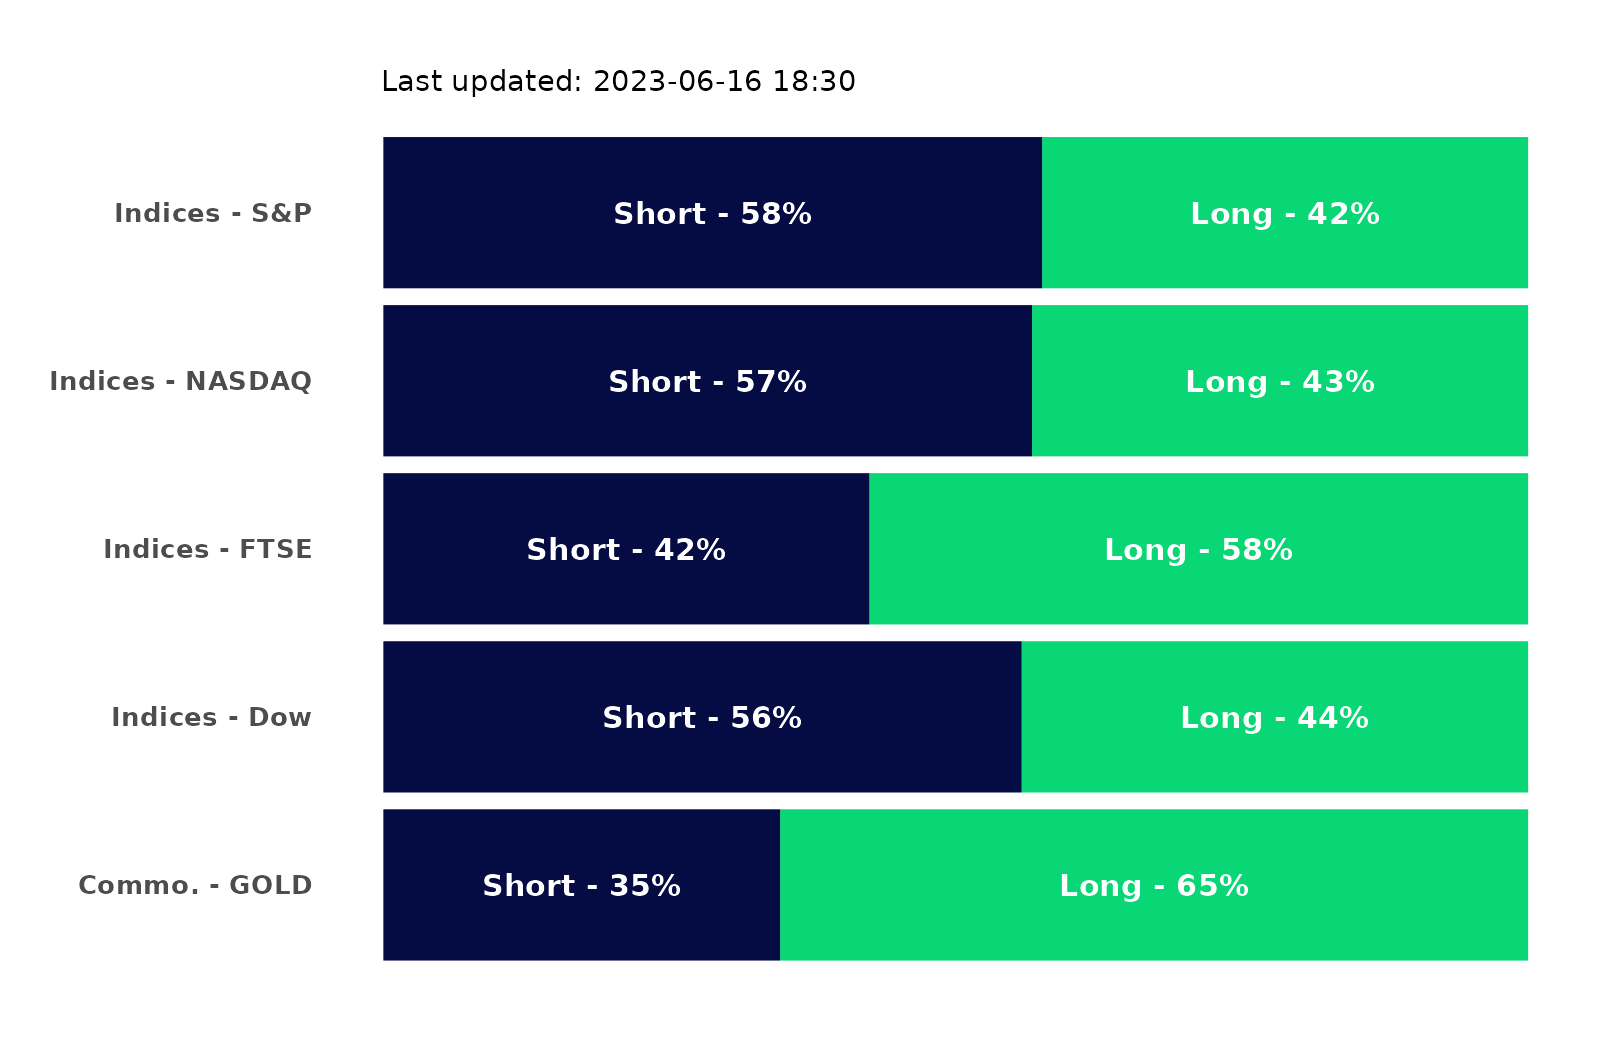 Last updated: 2023-06-16 18:30
Indices - S&P Short - 58% Long - 42%
Indices - NASDAQ Short - 57% Long - 43%
Indices - FTSE Short - 42% Long - 58%
Indices - Dow Short - 56% Long - 44%
Commo. - GOLD Short - 35% Long - 65%